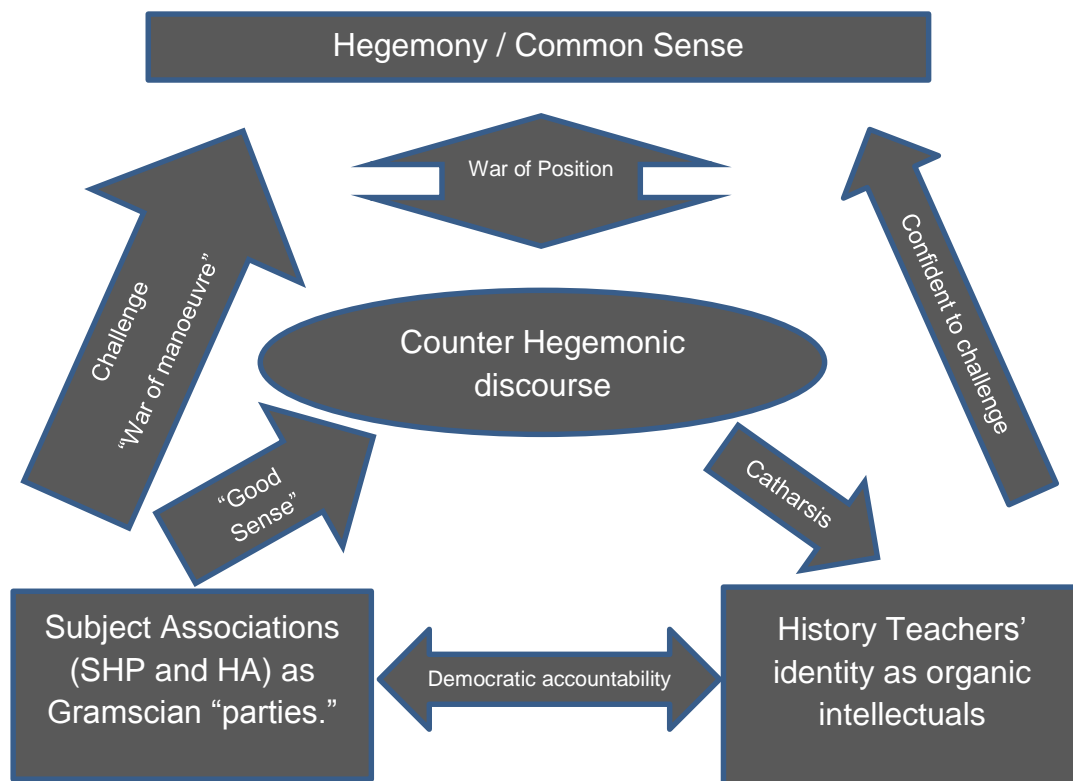 Hegemony / Common Sense
War of Position
Challenge
“War of manoeuvre”
Confident to challenge
Counter Hegemonic
discourse
“Good
Sense”
Catharsis
Subject Associations
(SHP and HA) as
Gramscian “parties.”
Democratic accountability
History Teachers’
identity as organic
intellectuals